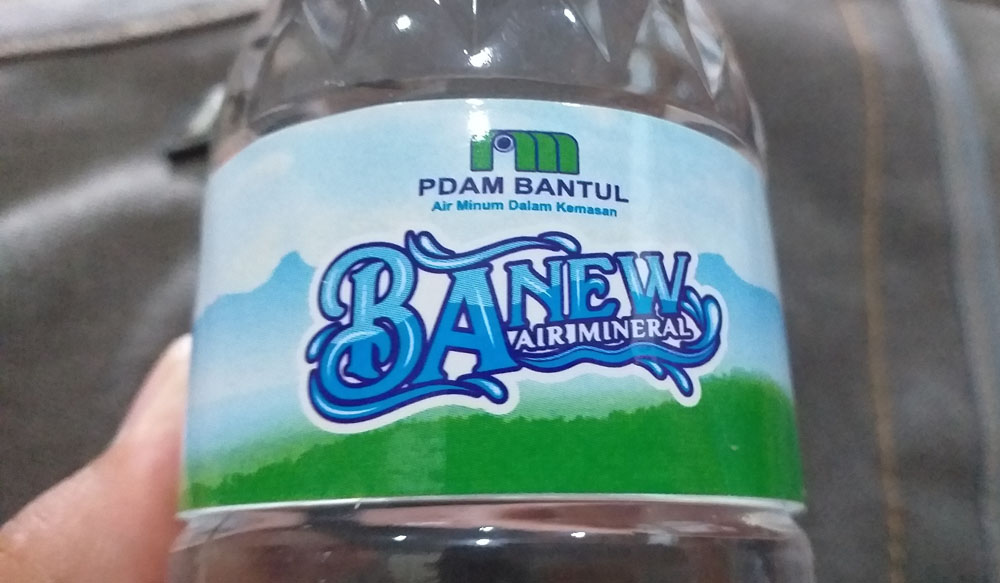 PDAM BANTUL
Air Minum Dalam Kemasan
BANEW
AIR MINERAL